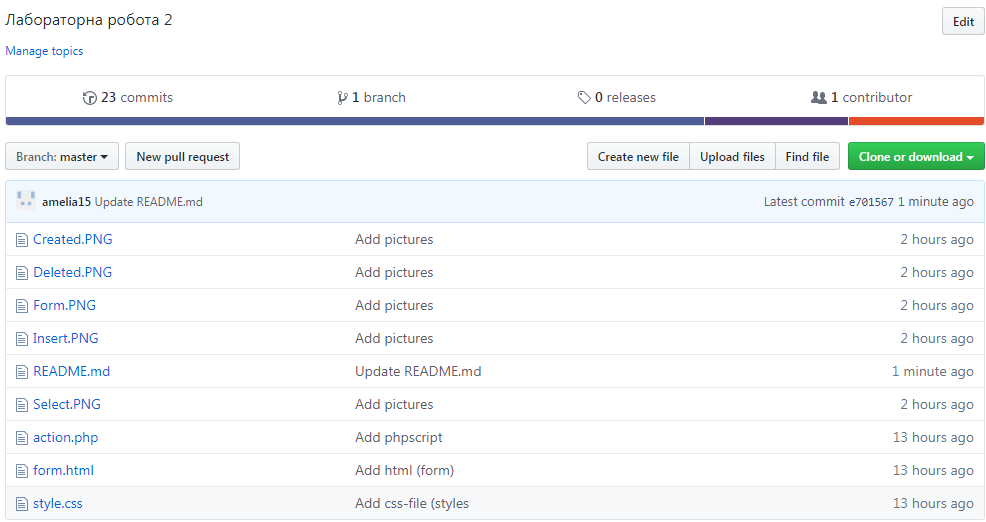 Лабораторна робота 2
Edit
Manage topics
23 commits 1 branch 0 releases 1 contributor
Branch: master New pull request Create new file Upload files Find file Clone or download
amelia15 Update README.md Latest commit e701567 1 minute ago
Created.PNG Add pictures 2 hours ago
Deleted.PNG Add pictures 2 hours ago
Form.PNG Add pictures 2 hours ago
Insert.PNG Add pictures 2 hours ago
README.md Update README.md 1 minute ago
Select.PNG Add pictures 2 hours ago
action.php Add phpscript 13 hours ago
form.html Add html (form) 13 hours ago
style.css Add css-file (styles 13 hours ago